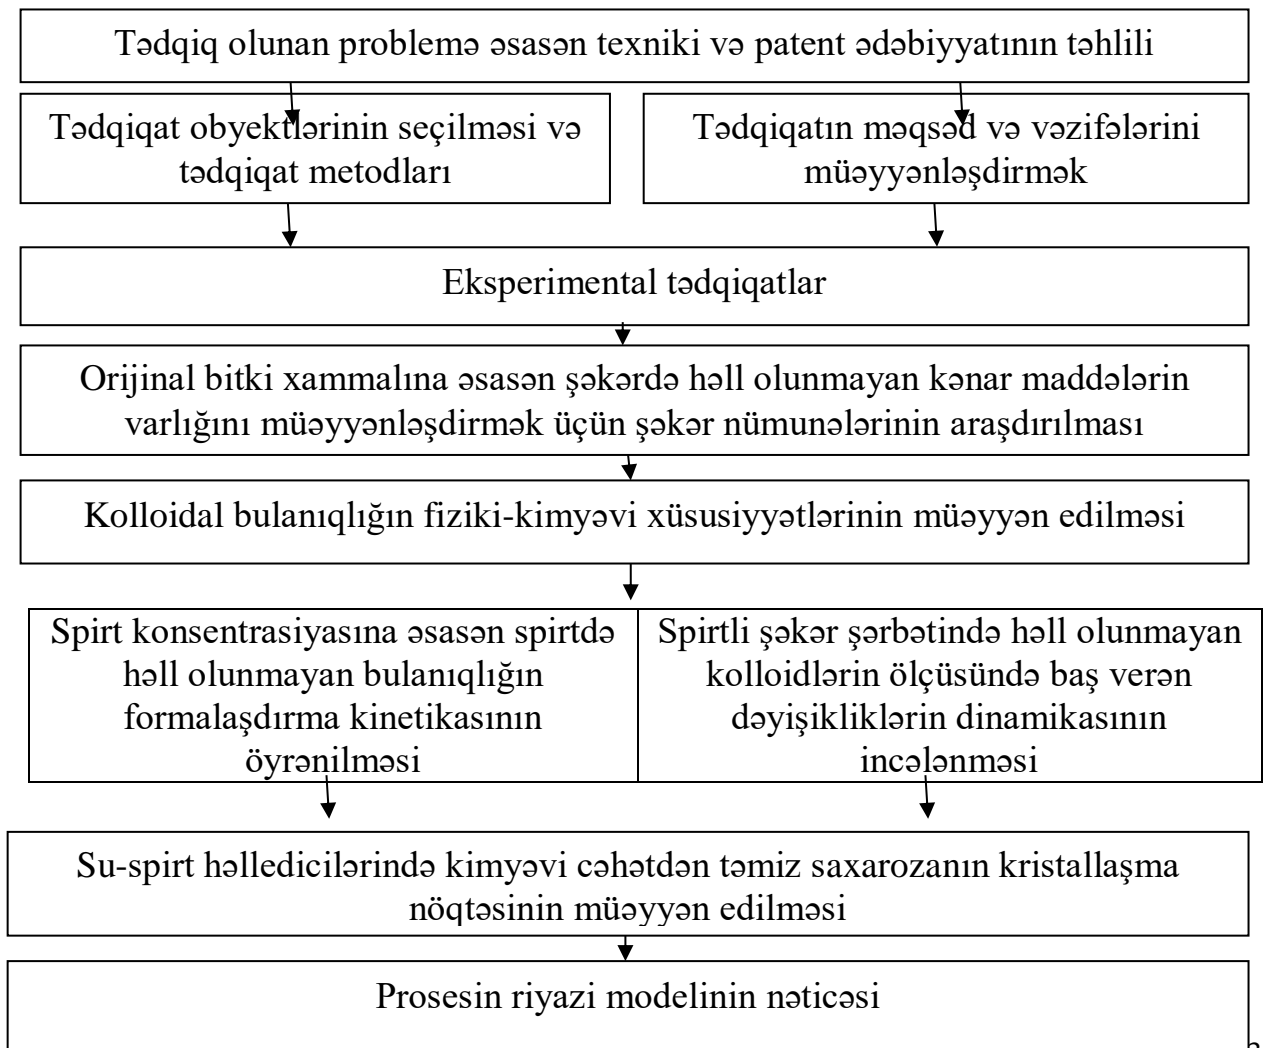 Tədqiq olunan problemə əsasən texniki və patent ədəbiyyatının təhlili
Tədqiqat obyektlərinin seçilməsi və
tədqiqat metodları
Tədqiqatın məqsəd və vəzifələrini
müəyyənləşdirmək
Eksperimental tədqiqatlar
Orijinal bitki xammalına əsasən şəkərdə həll olunmayan kənar maddələrin
varlığını müəyyənləşdirmək üçün şəkər nümunələrinin araşdırılması
Kolloidal bulanıqlığın fiziki-kimyəvi xüsusiyyətlərinin müəyyən edilməsi
Spirt konsentrasiyasına əsasən spirtdə
həll olunmayan bulanıqlığın
formalaşdırma kinetikasının
öyrənilməsi
Spirtli şəkər şərbətində həll olunmayan
kolloidlərin ölçüsündə baş verən
dəyişikliklərin dinamikasının
incələnməsi
Su-spirt həlledicilərində kimyəvi cəhətdən təmiz saxarozanın kristallaşma
nöqtəsinin müəyyən edilməsi
Prosesin riyazi modelinin nəticəsi